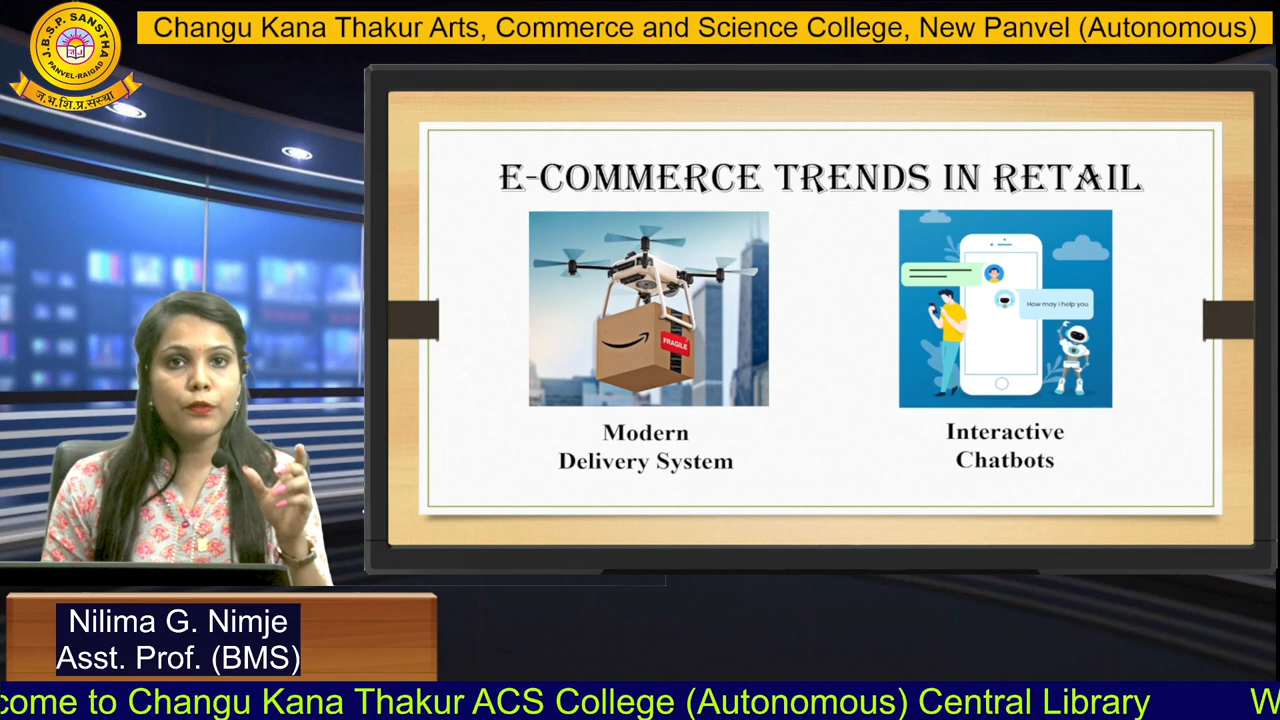 Changu Kana Thakur Arts, Commerce and Science College, New Panvel (Autonomous)
J.B.S.P. SANSTHA
PANVEL-RAIGAD
ज.भ.शि.प्र.संस्था
E-COMMERCE TRENDS IN RETAIL
FRAGILE
How may i help you
Modern
Delivery System
Interactive
Chatbots
Nilima G. Nimje
Asst. Prof. (BMS)
come to Changu Kana Thakur ACS College (Autonomous) Central Library W